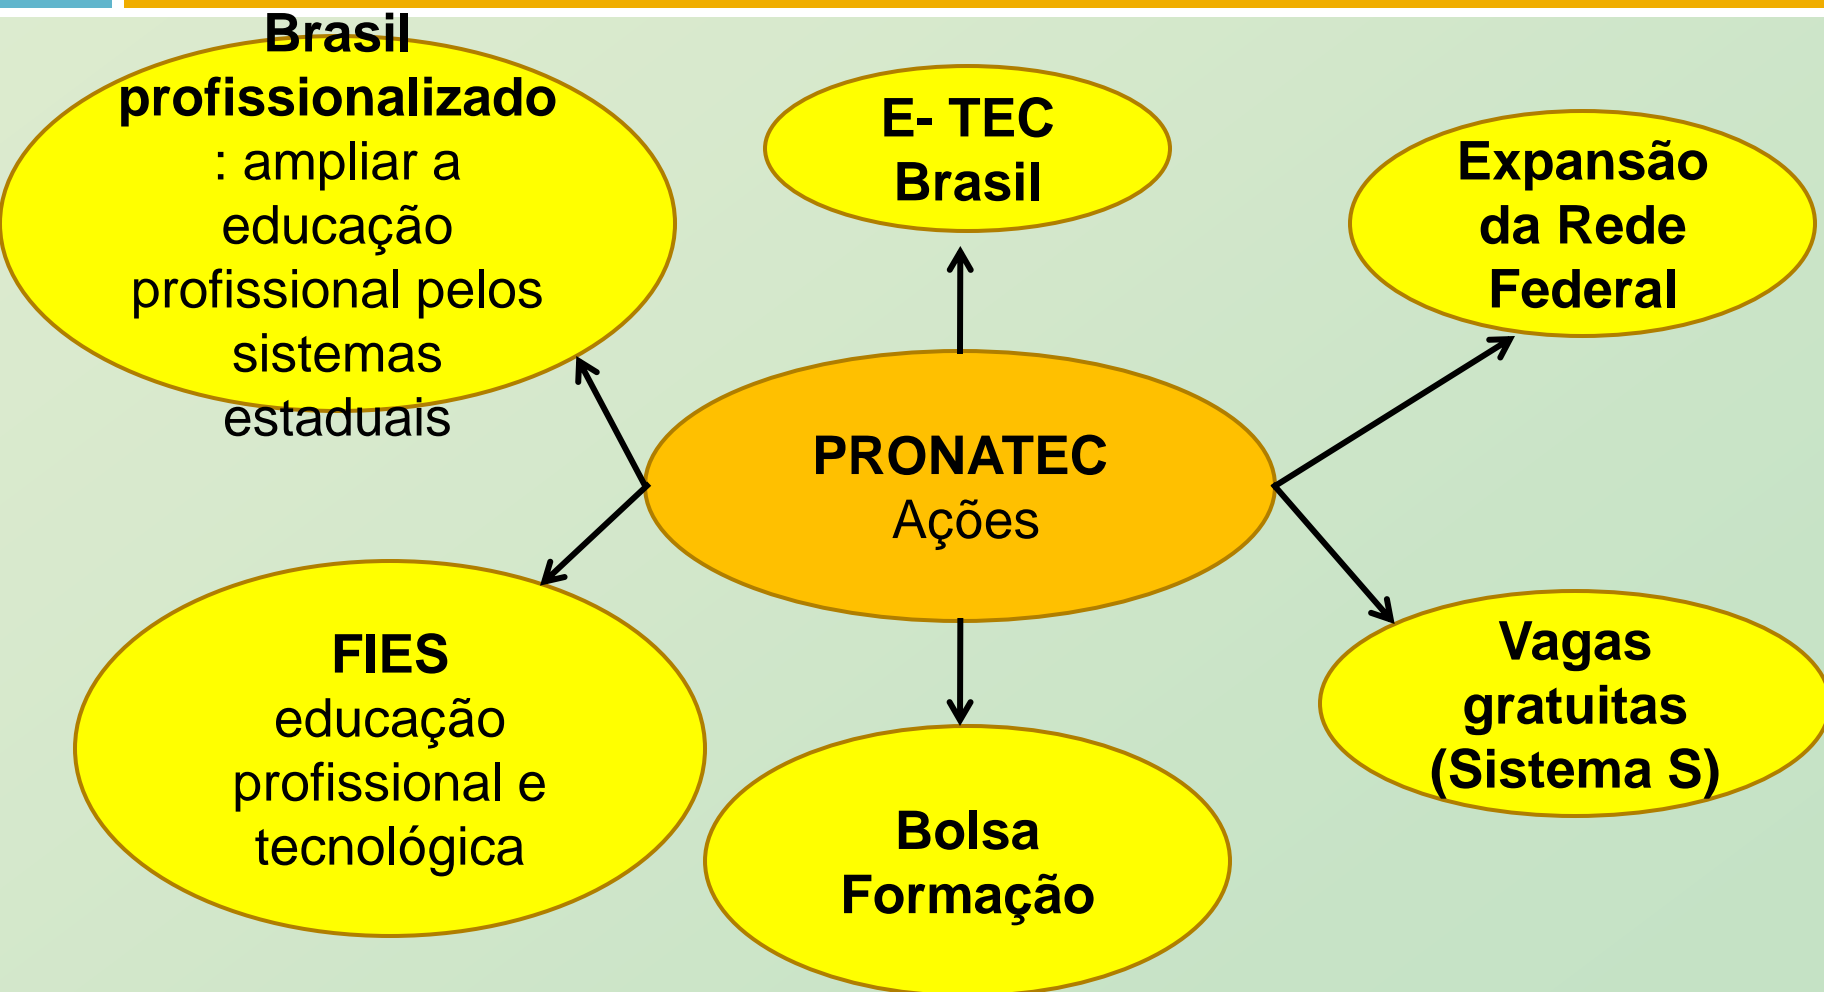 Brasil
profissionalizado
: ampliar a
educação
profissional pelos
sistemas
estaduais
E- TEC
Brasil
Expansão
da Rede
Federal
PRONATEC
Ações
FIES
educação
profissional e
tecnológica
Bolsa
Formação
Vagas
gratuitas
(Sistema S)